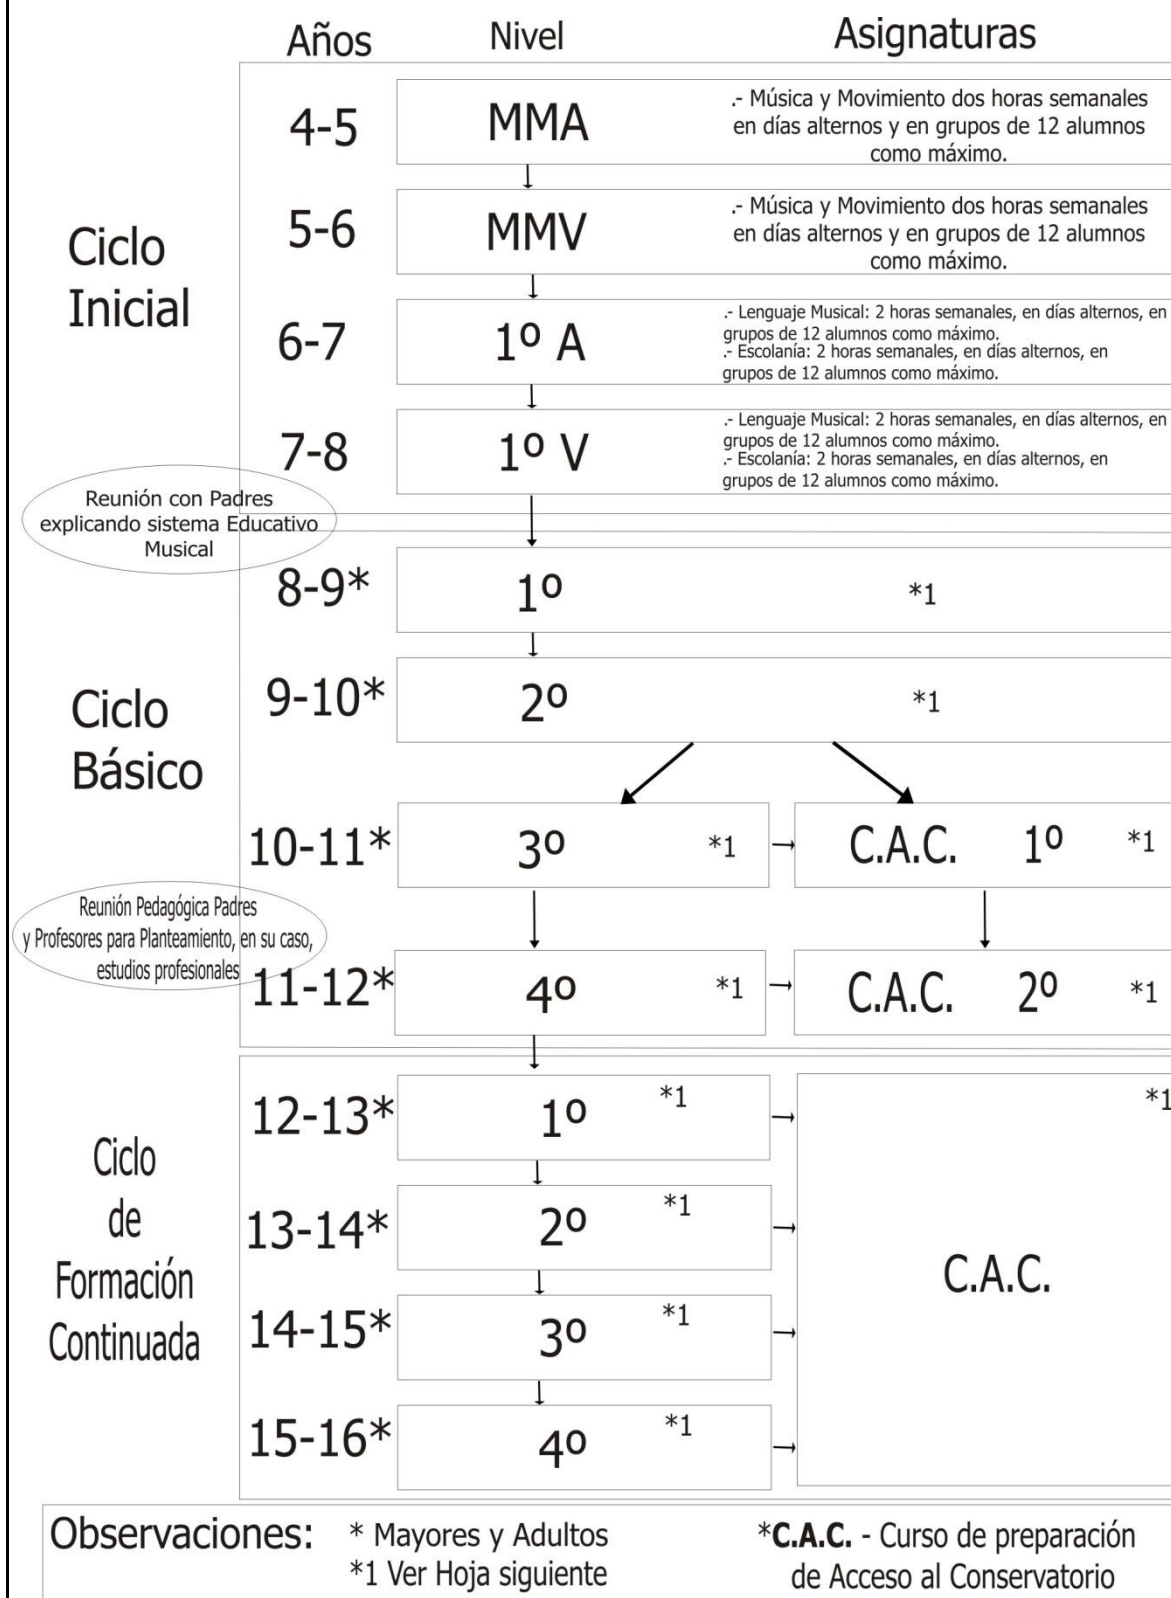 Años Nivel Asignaturas
Ciclo
Inicial
4-5 MMA
.- Música y Movimiento dos horas semanales
en días alternos y en grupos de 12 alumnos
como máximo.
5-6 MMV
.- Música y Movimiento dos horas semanales
en días alternos y en grupos de 12 alumnos
como máximo.
6-7 1º A
.- Lenguaje Musical: 2 horas semanales, en días alternos, en
grupos de 12 alumnos como máximo.
.- Escolanía: 2 horas semanales, en días alternos, en
grupos de 12 alumnos como máximo.
7-8 1º V
.- Lenguaje Musical: 2 horas semanales, en días alternos, en
grupos de 12 alumnos como máximo.
.- Escolanía: 2 horas semanales, en días alternos, en
grupos de 12 alumnos como máximo.
Reunión con Padres
explicando sistema Educativo
Musical
Ciclo
Básico
8-9* 1º *1
9-10* 2º *1
10-11* 3º *1 C.A.C. 1º *1
Reunión Pedagógica Padres
y Profesores para Planteamiento, en su caso,
estudios profesionales
11-12* 4º *1 C.A.C. 2º *1
Ciclo
de
Formación
Continuada
12-13* 1º *1 *1
13-14* 2º *1
C.A.C.
14-15* 3º *1
15-16* 4º *1
Observaciones:
* Mayores y Adultos
*1 Ver Hoja siguiente
*C.A.C. - Curso de preparación
de Acceso al Conservatorio